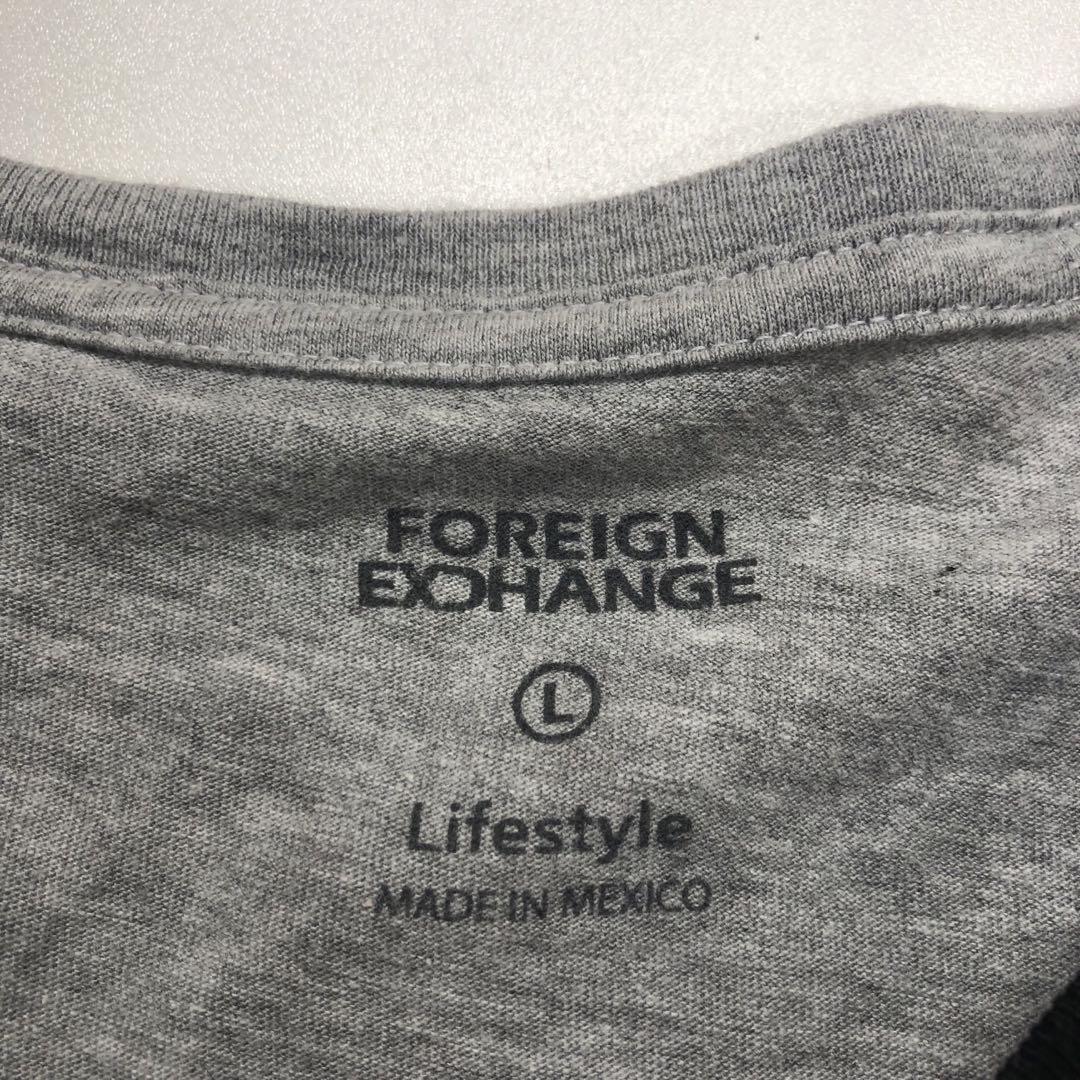 FOREIGN
EXCHANGE
L
Lifestyle
MADE IN MEXICO